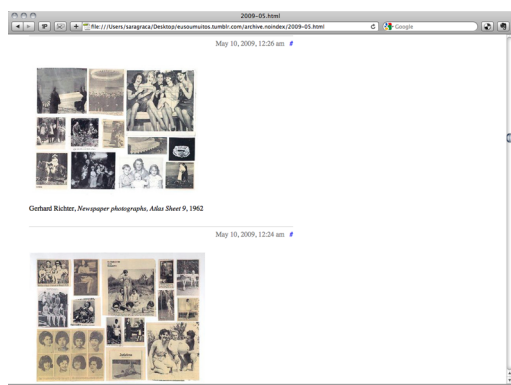 2009-05.html
file:///Users/saragraca/Desktop/eusoumuitos.tumblr.com/archive.noindex/2009-05.html
Google
May 10, 2009, 12:26 am #
Gerhard Richter, Newspaper photographs, Atlas Sheet 9, 1962
May 10, 2009, 12:24 am #